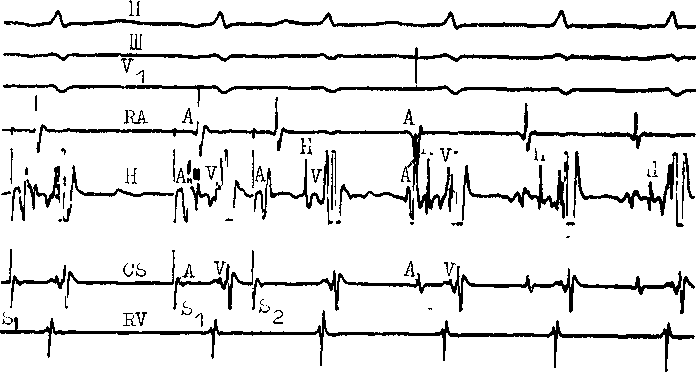 II
III
V1
RA A A
H
H A H V A V A V h
H
CS A V A V
S1 S1 S2
RV